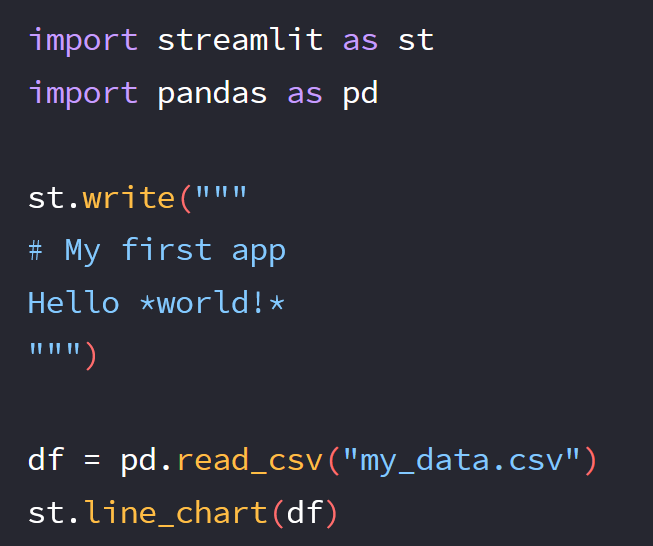 import streamlit as st
import pandas as pd
st.write("""
# My first app
Hello *world!*
""")
df = pd.read_csv("my_data.csv")
st.line_chart(df)